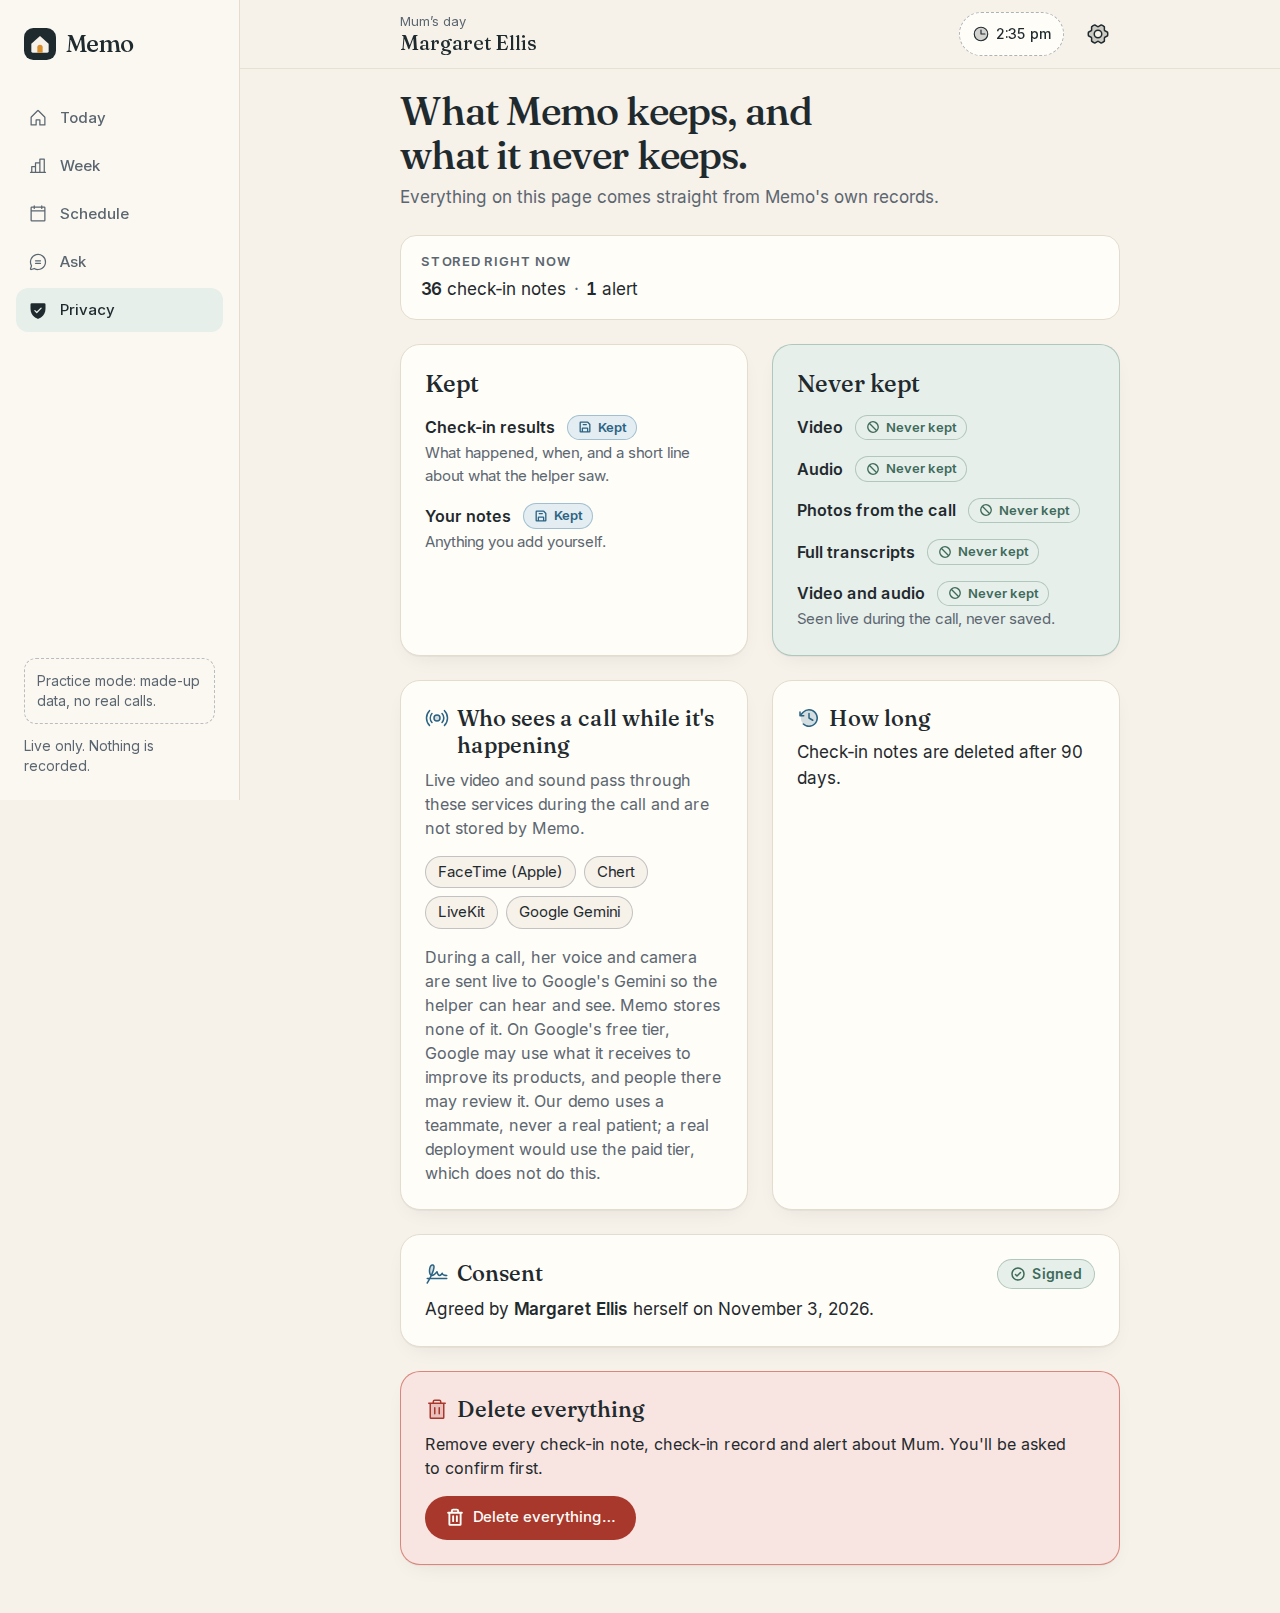 Memo
Today
Week
Schedule
Ask
Privacy
Practice mode: made-up
data, no real calls.
Live only. Nothing is
recorded.
Mum's day
Margaret Ellis
2:35 pm
What Memo keeps, and
what it never keeps.
Everything on this page comes straight from Memo's own records.
STORED RIGHT NOW
36 check-in notes · 1 alert
Kept
Check-in results Kept
What happened, when, and a short line
about what the helper saw.
Your notes Kept
Anything you add yourself.
Never kept
Video Never kept
Audio Never kept
Photos from the call Never kept
Full transcripts Never kept
Video and audio Never kept
Seen live during the call, never saved.
Who sees a call while it's
happening
Live video and sound pass through
these services during the call and are
not stored by Memo.
FaceTime (Apple) Chert
LiveKit Google Gemini
During a call, her voice and camera
are sent live to Google's Gemini so the
helper can hear and see. Memo stores
none of it. On Google's free tier,
Google may use what it receives to
improve its products, and people there
may review it. Our demo uses a
teammate, never a real patient; a real
deployment would use the paid tier,
which does not do this.
How long
Check-in notes are deleted after 90
days.
Consent Signed
Agreed by Margaret Ellis herself on November 3, 2026.
Delete everything
Remove every check-in note, check-in record and alert about Mum. You'll be asked
to confirm first.
Delete everything...